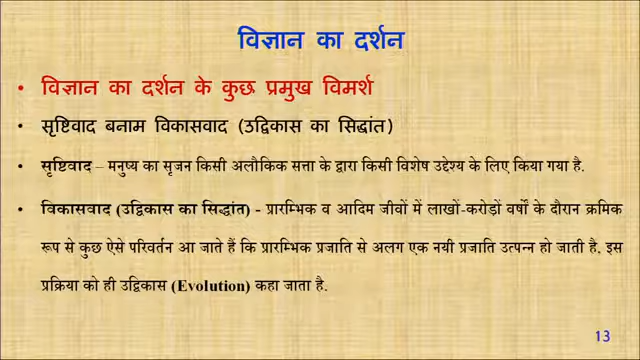 विज्ञान का दर्शन
• विज्ञान का दर्शन के कुछ प्रमुख विमर्श
• सृष्टिवाद बनाम विकासवाद (उद्विकास का सिद्धांत)
• सृष्टिवाद – मनुष्य का सृजन किसी अलौकिक सत्ता के द्वारा किसी विशेष उद्देश्य के लिए किया गया है.
• विकासवाद (उद्विकास का सिद्धांत) - प्रारम्भिक व आदिम जीवों में लाखों-करोड़ों वर्षों के दौरान क्रमिक
रूप से कुछ ऐसे परिवर्तन आ जाते हैं कि प्रारम्भिक प्रजाति से अलग एक नयी प्रजाति उत्पन्न हो जाती है, इस
प्रक्रिया को ही उद्विकास (Evolution) कहा जाता है.
13